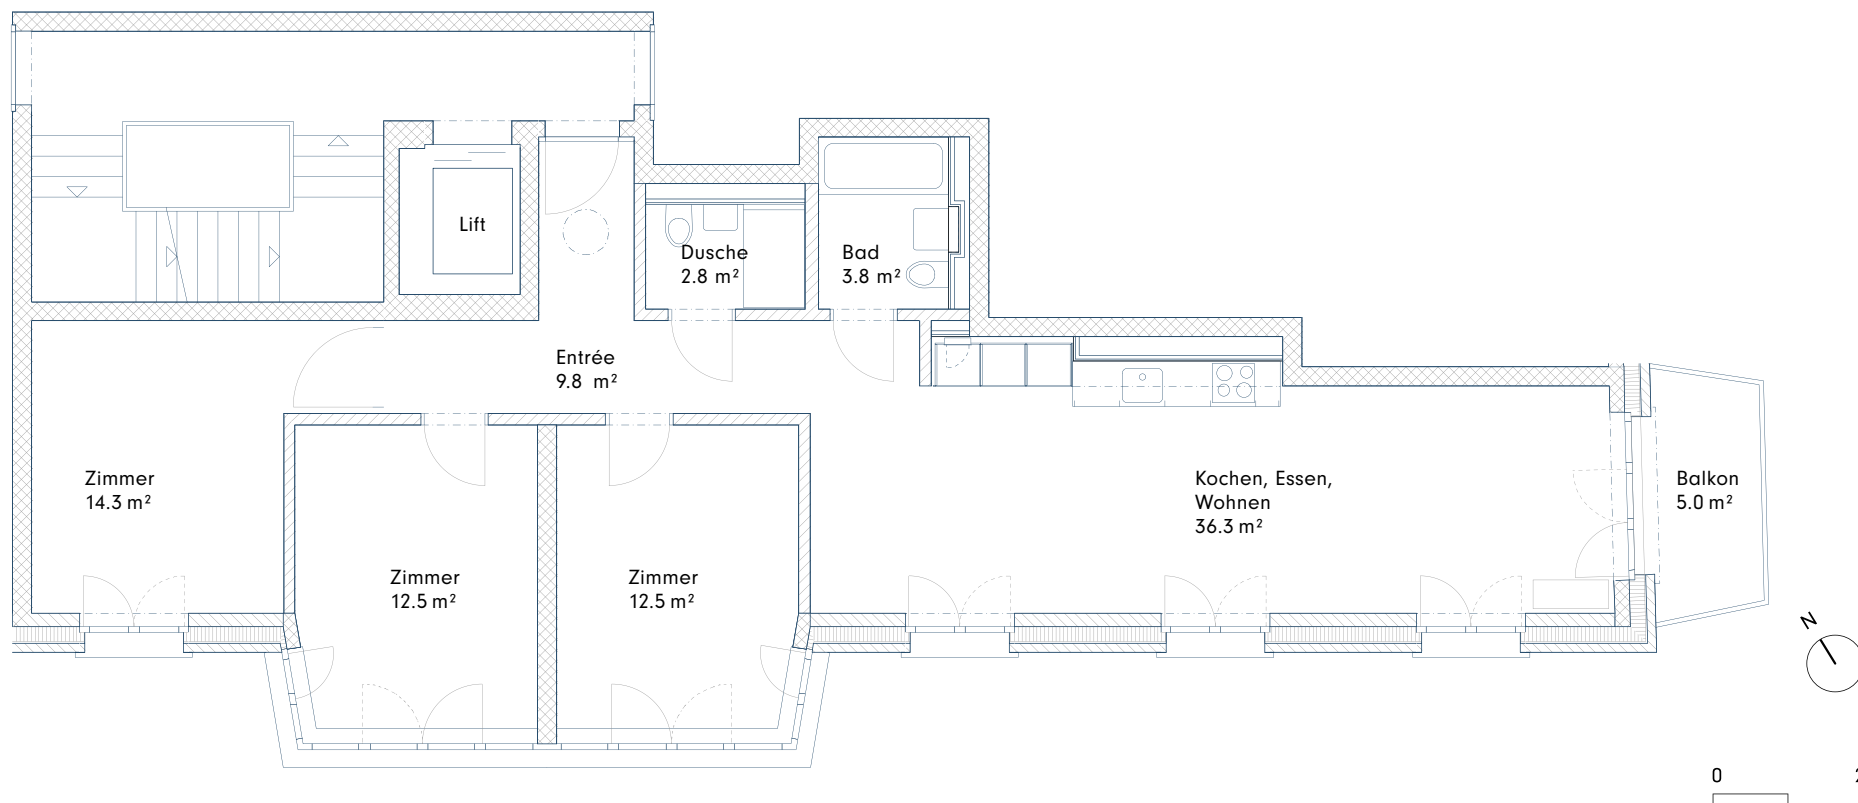 Lift
Dusche
2.8 m²
Bad
3.8 m²
Entrée
9.8 m²
Zimmer
14.3 m²
Kochen, Essen,
Wohnen
36.3 m²
Balkon
5.0 m²
Zimmer
12.5 m²
Zimmer
12.5 m²
N
0